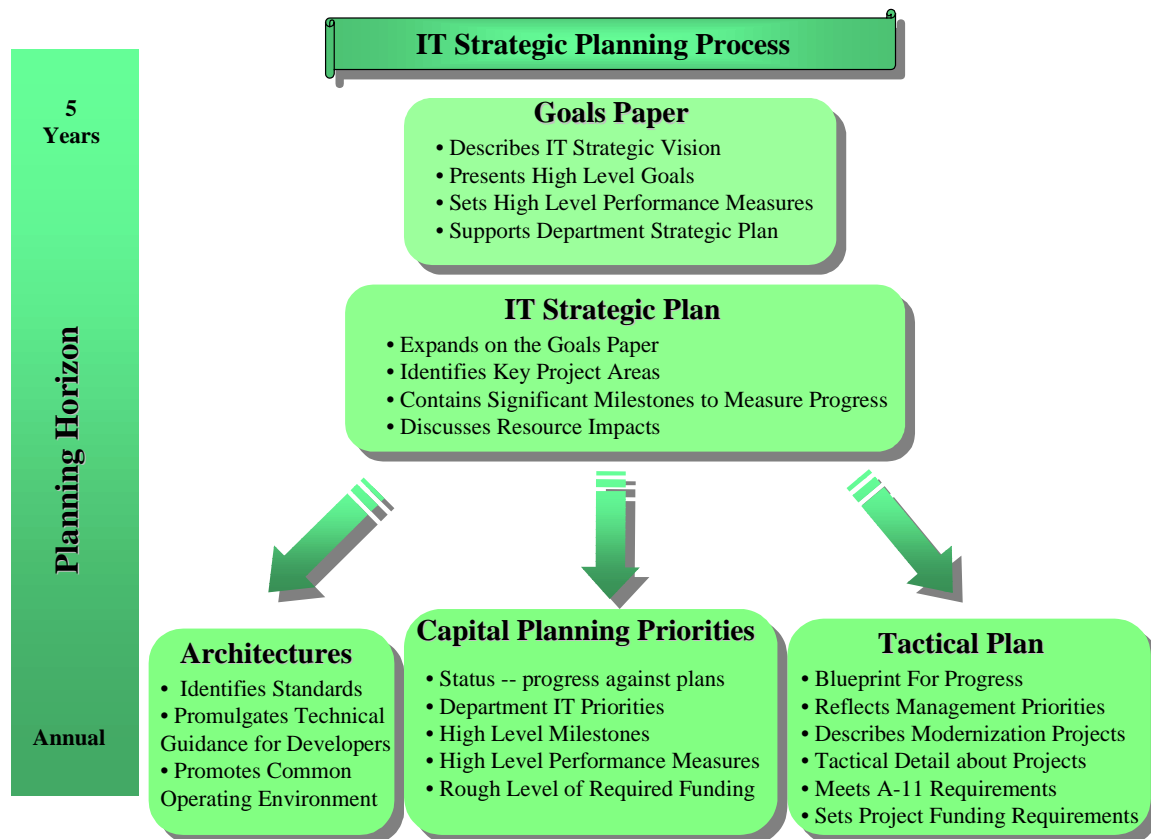 IT Strategic Planning Process
5
Years
Planning Horizon
Annual
Goals Paper
• Describes IT Strategic Vision
• Presents High Level Goals
• Sets High Level Performance Measures
• Supports Department Strategic Plan
IT Strategic Plan
• Expands on the Goals Paper
• Identifies Key Project Areas
• Contains Significant Milestones to Measure Progress
• Discusses Resource Impacts
Architectures
• Identifies Standards
• Promulgates Technical
Guidance for Developers
• Promotes Common
Operating Environment
Capital Planning Priorities
• Status -- progress against plans
• Department IT Priorities
• High Level Milestones
• High Level Performance Measures
• Rough Level of Required Funding
Tactical Plan
• Blueprint For Progress
• Reflects Management Priorities
• Describes Modernization Projects
• Tactical Detail about Projects
• Meets A-11 Requirements
• Sets Project Funding Requirements